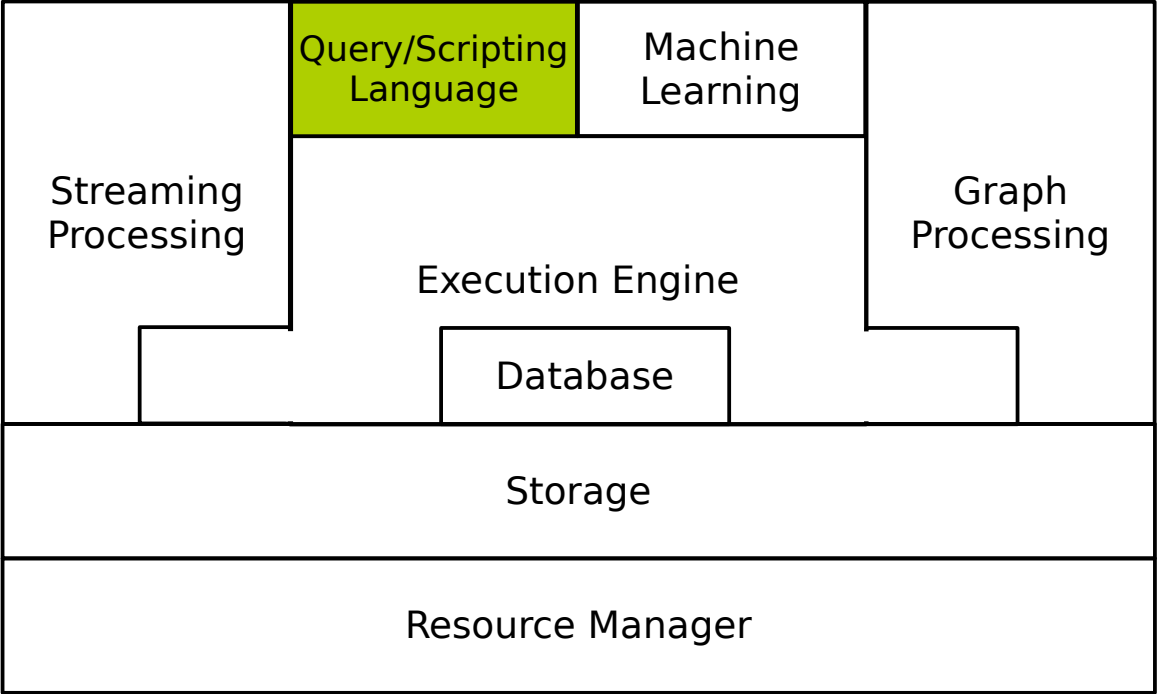 Query/Scripting
Language
Machine
Learning
Streaming
Processing
Graph
Processing
Execution Engine
Database
Storage
Resource Manager